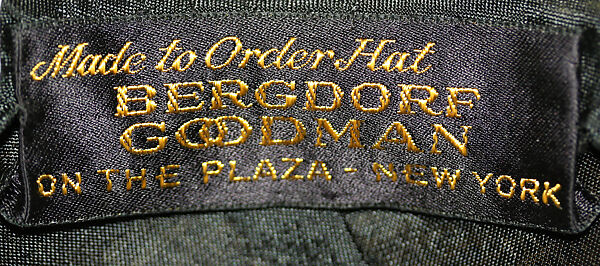 Made to Order Hat
BERGDORF
GOODMAN
ON THE PLAZA - NEW YORK